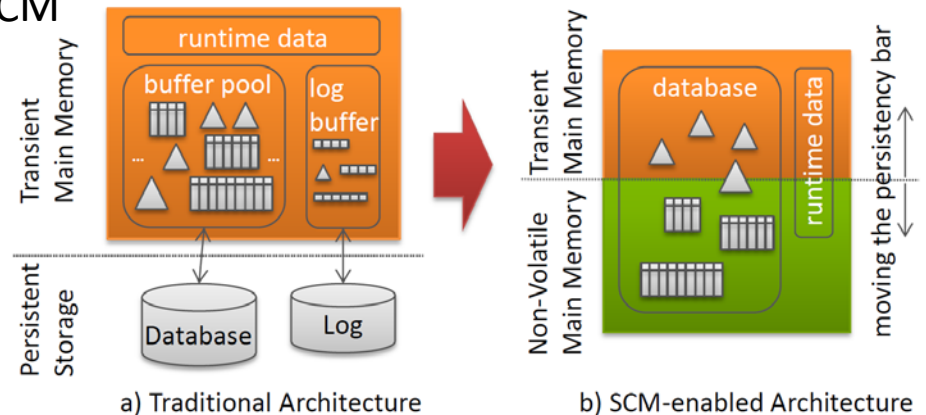 CM
runtime data
buffer pool
log
buffer
...
...
Transient
Main Memory
Persistent
Storage
Database
Log
a) Traditional Architecture
database
runtime data
Transient
Main Memory
Non-Volatile
Main Memory
moving the persistency bar
b) SCM-enabled Architecture